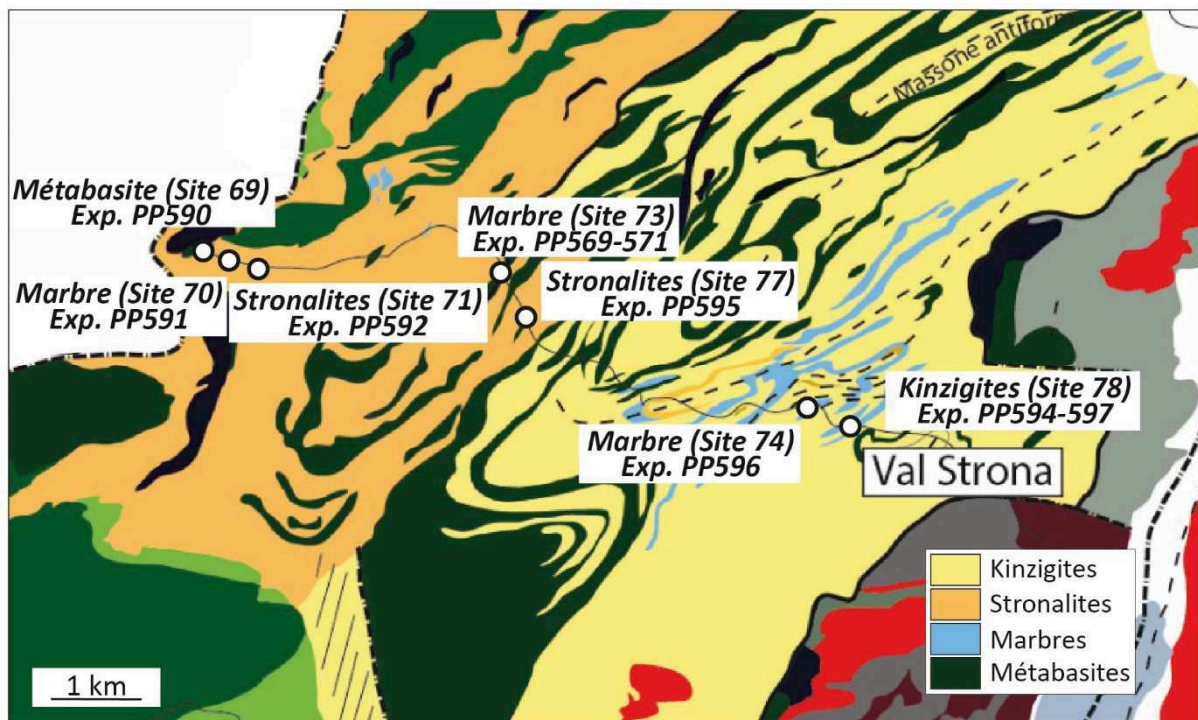 Massone antiform
Métabasite (Site 69)
Exp. PP590
Marbre (Site 73)
Exp. PP569-571
Marbre (Site 70)
Exp. PP591
Stronalites (Site 71)
Exp. PP592
Stronalites (Site 77)
Exp. PP595
Kinzigites (Site 78)
Exp. PP594-597
Marbre (Site 74)
Exp. PP596
Val Strona
Kinzigites
Stronalites
Marbres
Métabasites
1 km